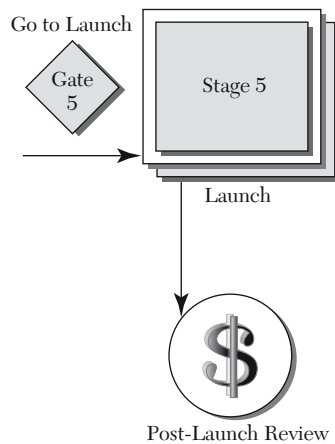 Go to Launch
Gate
5
Stage 5
Launch
$
Post-Launch Review